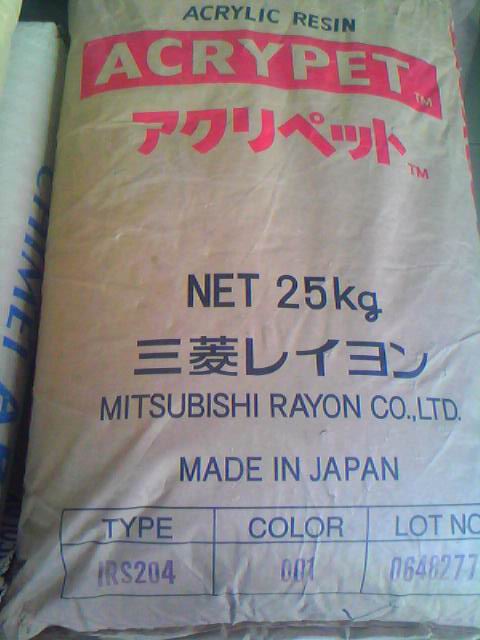 ACRYLIC RESIN
ACRYPET TM
アクリペット TM
NET 25kg
三菱レイヨン
MITSUBISHI RAYON CO.,LTD.
MADE IN JAPAN
TYPE COLOR LOT NO
IRS204 001 0648277
CHIMEI